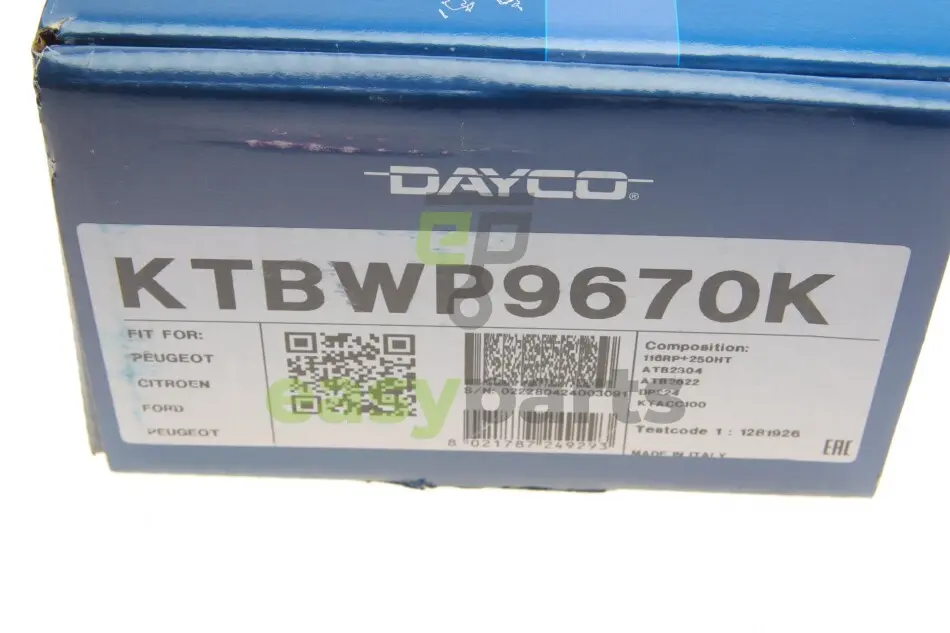 DAYCO®
KTBWP9670K
FIT FOR:
PEUGEOT
CITROEN
FORD
PEUGEOT
Composition:
116RP+250HT
ATB2304
ATB2622
KTACC100
Testcode 1 : 1281926
MADE IN ITALY
EAC
8 021787 249293
easyparts